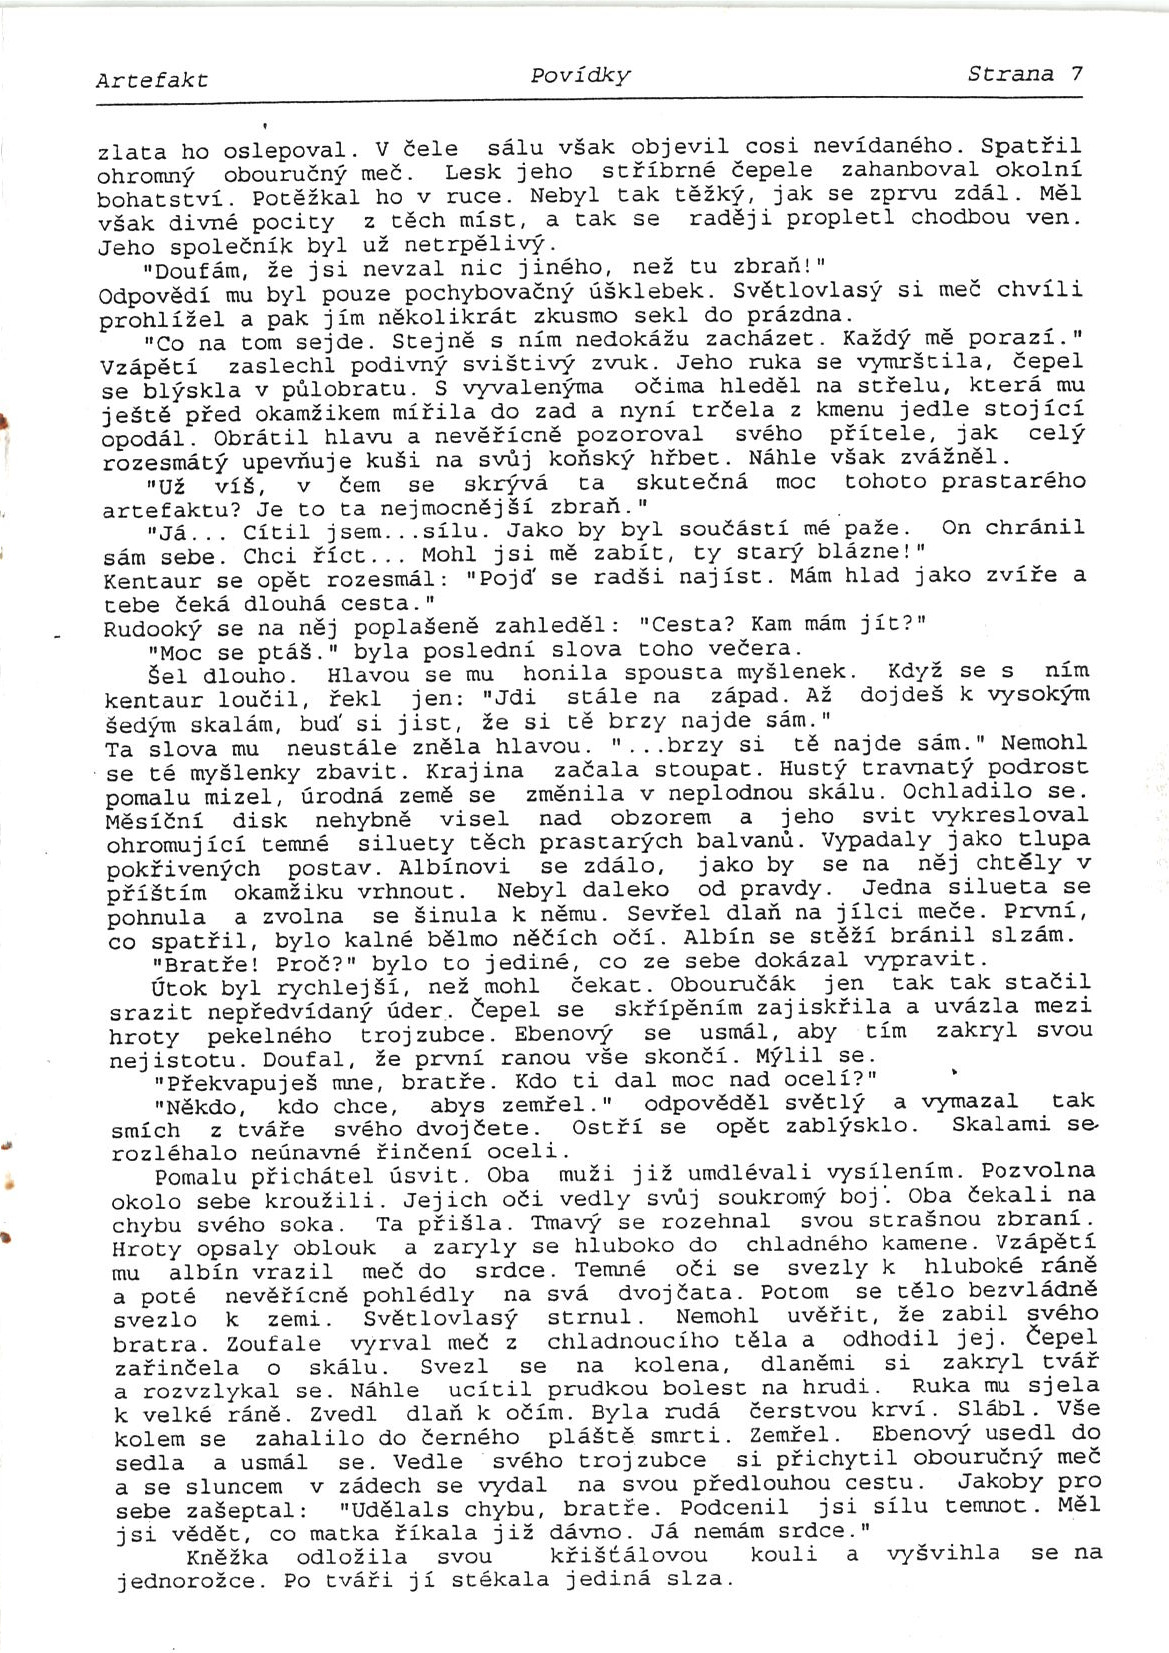 Artefakt Povídky Strana 7
zlata ho oslepoval. V čele sálu však objevil cosi nevídaného. Spatřil
ohromný obouruční meč. Lesk jeho stříbrné čepele zahanboval okolní
bohatství. Potěžkal ho v ruce. Nebyl tak těžký, jak se zprvu zdál. Měl
však divné pocity z těch míst, a tak se raději propletl chodbou ven.
Jeho společník byl už netrpělivý.
"Doufám, že jsi nevzal nic jiného, než tu zbraň!"
Odpovědí mu byl pouze pochybovačný úšklebek. Světlovlasý si meč chvíli
prohlížel a pak jím několikrát zkusmo sekl do prázdna.
"Co na tom sejde. Stejně s ním nedokážu zacházet. Každý mě porazí."
Vzápětí zaslechl podivný svištivý zvuk. Jeho ruka se vymrštila, čepel
se blýskla v půlobratu. S vyvalenýma očima hleděl na střelu, která mu
ještě před okamžikem mířila do zad a nyní trčela z kmenu jedle stojící
opodál. Obrátil hlavu a nevěřícně pozoroval svého přítele, jak celý
rozesmátý upevňuje kuši na svůj koňský hřbet. Náhle však zvážněl.
"Už víš, v čem se skrývá ta skutečná moc tohoto prastarého
artefaktu? Je to ta nejmocnější zbraň."
"Já... Cítil jsem...sílu. Jako by byl součástí mé paže. On chránil
sám sebe. Chci říct... Mohl jsi mě zabít, ty starý blázne!"
Kentaur se opět rozesmál: "Pojď se radši najíst. Mám hlad jako zvíře a
tebe čeká dlouhá cesta."
Rudooký se na něj poplašeně zahleděl: "Cesta? Kam mám jít?"
"Moc se ptáš." byla poslední slova toho večera.
Šel dlouho. Hlavou se mu honila spousta myšlenek. Když se s ním
kentaur loučil, řekl jen: "Jdi stále na západ. Až dojdeš k vysokým
šedým skalám, buď si jist, že si tě brzy najde sám."
Ta slova mu neustále zněla hlavou. "...brzy si tě najde sám." Nemohl
se té myšlenky zbavit. Krajina začala stoupat. Hustý travnatý podrost
pomalu mizel, úrodná země se změnila v neplodnou skálu. Ochladilo se.
Měsíční disk nehybně visel nad obzorem a jeho svit vykresloval
ohromující temné siluety těch prastarých balvanů. Vypadaly jako tlupa
pokřivených postav. Albínovi se zdálo, jako by se na něj chtěly v
příštím okamžiku vrhnout. Nebyl daleko od pravdy. Jedna silueta se
pohnula a zvolna se šinula k němu. Sevřel dlaň na jílci meče. První,
co spatřil, bylo kalné bělmo něčích očí. Albín se stěží bránil slzám.
"Bratře! Proč?" bylo to jediné, co ze sebe dokázal vypravit.
Útok byl rychlejší, než mohl čekat. Obouručák jen tak tak stačil
srazit nepředvídaný úder. Čepel se skřípěním zajiskřila a uvázla mezi
hroty pekelného trojzubce. Ebenový se usmál, aby tím zakryl svou
nejistotu. Doufal, že první ranou vše skončí. Mýlil se.
"Překvapuješ mne, bratře. Kdo ti dal moc nad ocelí?"
"Někdo, kdo chce, abys zemřel." odpověděl světlý a vymazal tak
smích z tváře svého dvojčete. Ostří se opět zablýsklo. Skalami se
rozléhalo neúnavné řinčení oceli.
Pomalu přicháteł úsvit. Oba muži již umdlévali vysílením. Pozvolna
okolo sebe kroužili. Jejich oči vedly svůj soukromý boj. Oba čekali na
chybu svého soka. Ta přišla. Tmavý se rozehnal svou strašnou zbraní.
Hroty opsaly oblouk a zaryly se hluboko do chladného kamene. Vzápětí
mu albín vrazil meč do srdce. Temné oči se svezly k hluboké ráně
a poté nevěřícně pohlédly na svá dvojčata. Potom se tělo bezvládně
svezlo k zemi. Světlovlasý strnul. Nemohl uvěřit, že zabil svého
bratra. Zoufale vyrval meč z chladnoucího těla a odhodil jej. Čepel
zařinčela o skálu. Svezl se na kolena, dlaněmi si zakryl tvář
a rozvzlykal se. Náhle ucítil prudkou bolest na hrudi. Ruka mu sjela
k velké ráně. Zvedl dlaň k očím. Byla rudá čerstvou krví. Slábl. Vše
kolem se zahalilo do černého pláště smrti. Zemřel. Ebenový usedl do
sedla a usmál se. Vedle svého trojzubce si přichytil obouruční meč
a se sluncem v zádech se vydal na svou předlouhou cestu. Jakoby pro
sebe zašeptal: "Udělals chybu, bratře. Podcenil jsi sílu temnot. Měl
jsi vědět, co matka říkala již dávno. Já nemám srdce."
Kněžka odložila svou křišťálovou kouli a vyšvihla se na
jednorožce. Po tváři jí stékala jediná slza.